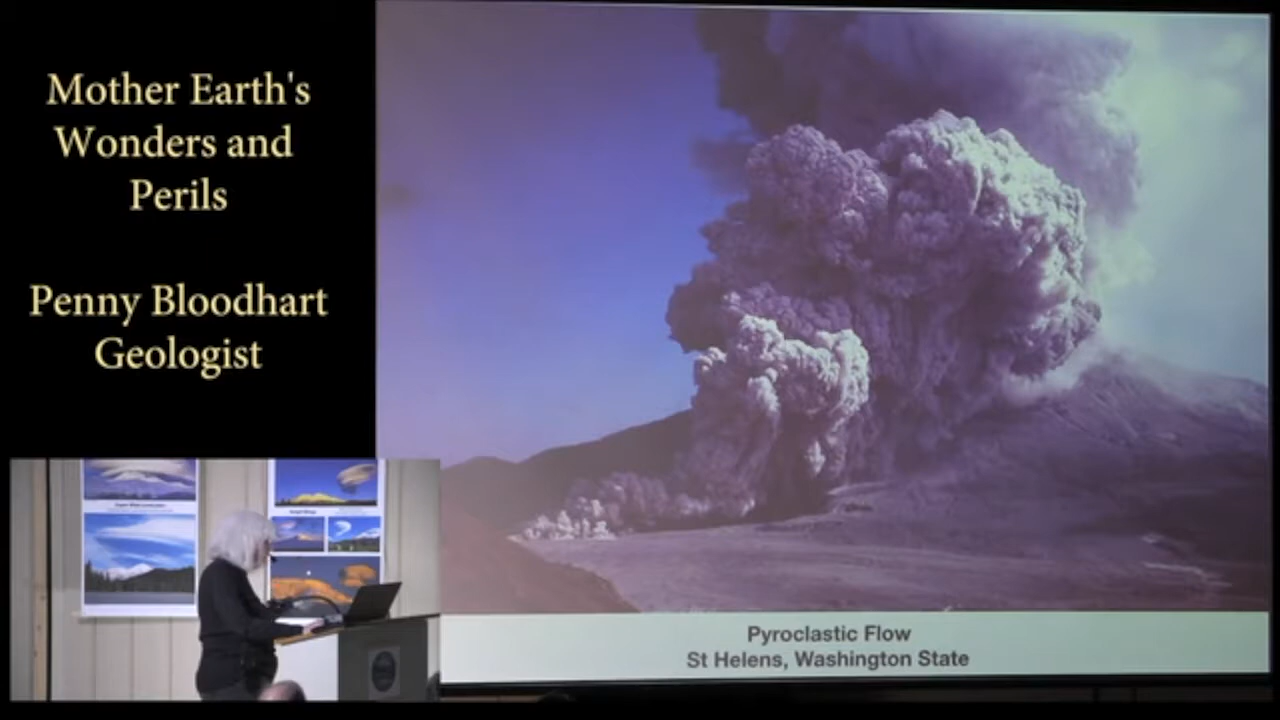 Mother Earth's
Wonders and
Perils
Penny Bloodhart
Geologist
Pyroclastic Flow
St Helens, Washington State